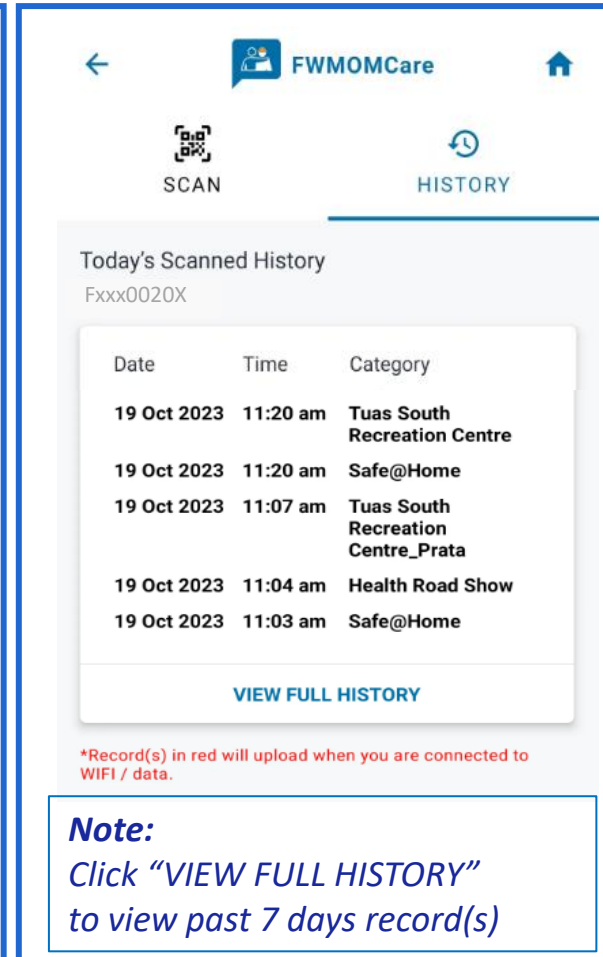 FWMOMCare
SCAN
HISTORY
Today's Scanned History
Fxxx0020X
Date Time Category
19 Oct 2023 11:20 am Tuas South
Recreation Centre
19 Oct 2023 11:20 am Safe@Home
19 Oct 2023 11:07 am Tuas South
Recreation
Centre_Prata
19 Oct 2023 11:04 am Health Road Show
19 Oct 2023 11:03 am Safe@Home
VIEW FULL HISTORY
*Record(s) in red will upload when you are connected to
WIFI / data.
Note:
Click “VIEW FULL HISTORY”
to view past 7 days record(s)